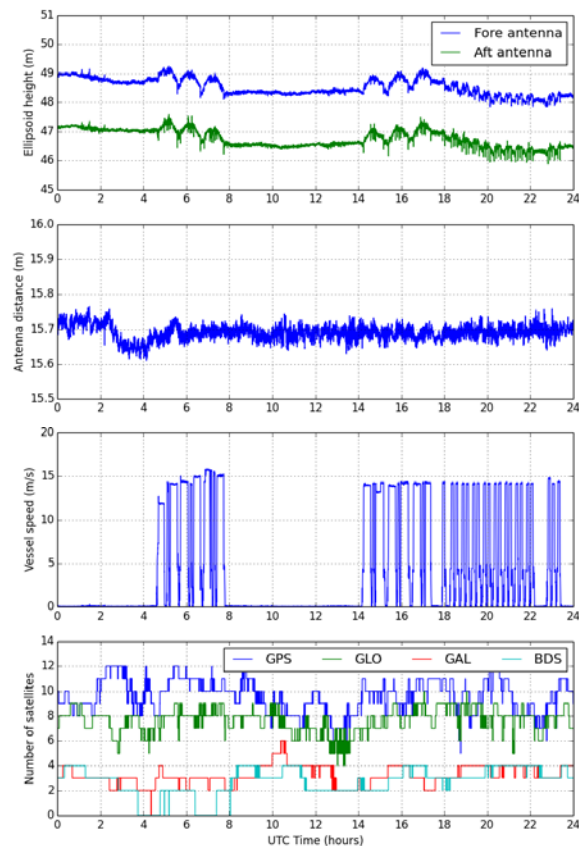 51
50
49
48
47
46
45
Ellipsoid height (m)
Fore antenna
Aft antenna
0 2 4 6 8 10 12 14 16 18 20 22 24
16.0
15.9
15.8
15.7
15.6
15.5
Antenna distance (m)
0 2 4 6 8 10 12 14 16 18 20 22 24
20
15
10
5
0
Vessel speed (m/s)
0 2 4 6 8 10 12 14 16 18 20 22 24
14
12
10
8
6
4
2
0
Number of satellites
GPS GLO GAL BDS
0 2 4 6 8 10 12 14 16 18 20 22 24
UTC Time (hours)